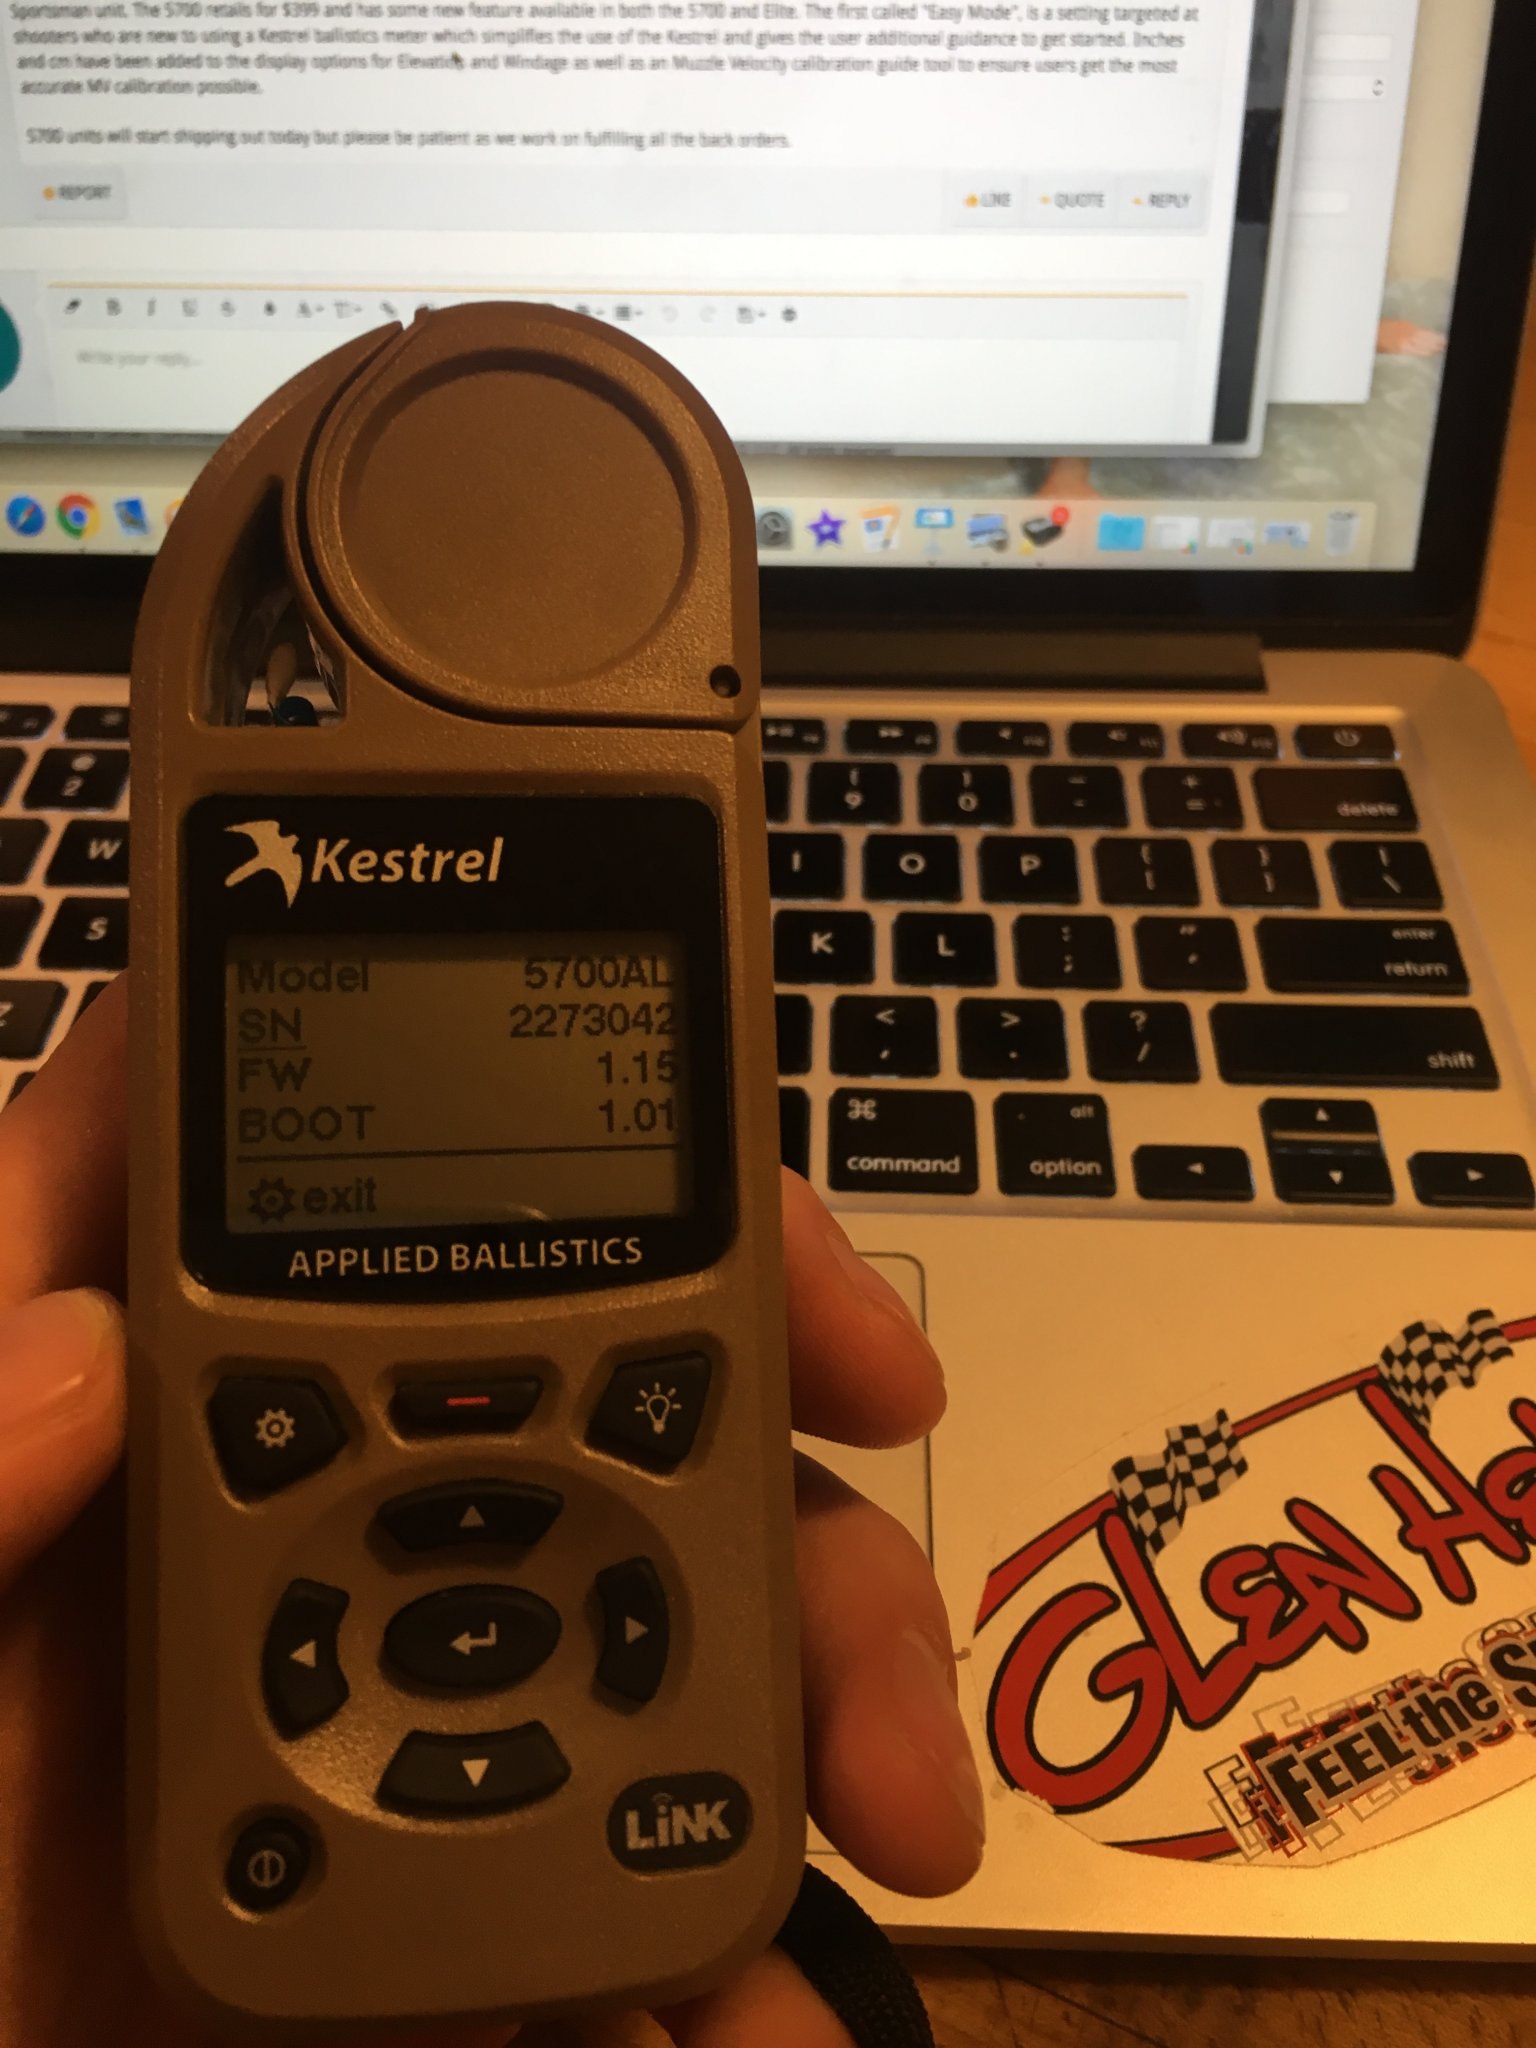 Sportsman unit. The 5700 retails for $399 and has some new feature available in both the 5700 and Elite. The first called "Easy Mode", is a setting targeted at
shooters who are new to using a Kestrel ballistics meter which simplifies the use of the Kestrel and gives the user additional guidance to get started. Inches
and cm have been added to the display options for Elevation and Windage as well as an Muzzle Velocity calibration guide tool to ensure users get the most
accurate MV calibration possible.
5700 units will start shipping out today but please be patient as we work on fulfilling all the back orders.
REPORT
LIKE
QUOTE
REPLY
B I U S
Write your reply...
Kestrel
Model 5700AL
SN 2273042
FW 1.15
BOOT 1.01
exit
APPLIED BALLISTICS
LiNK
2
W
S
Z
( 9
) 0
_ -
+ =
delete
I
O
P
{ [
} ]
| \
K
L
: ;
" '
enter
return
< ,
> .
? /
shift
⌘
command
alt
option
GLEN HE
FEEL the